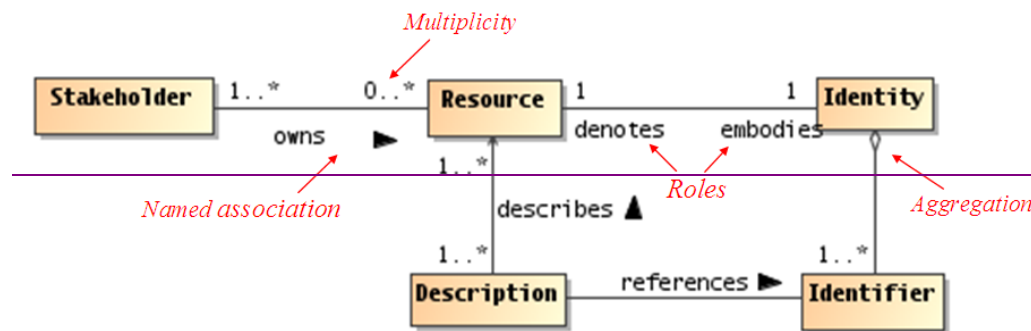 Multiplicity
Stakeholder
1..*
0..*
Resource
1
1
Identity
owns ►
denotes
embodies
1..*
Roles
Named association
Aggregation
describes ▲
1..*
1..*
references ►
Description
Identifier